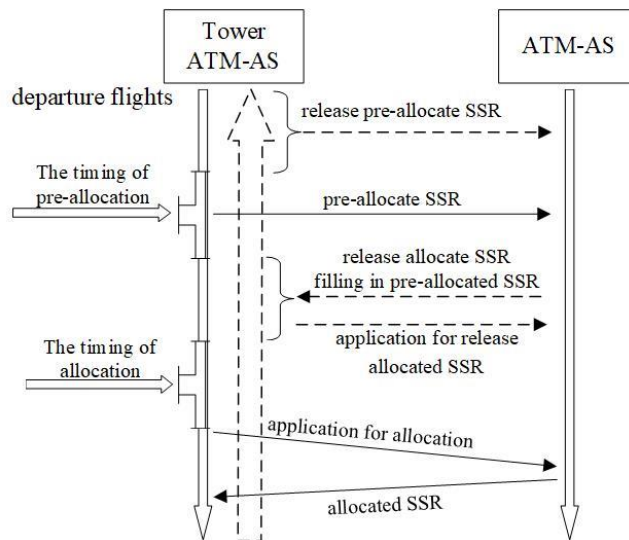 Tower
ATM-AS
ATM-AS
departure flights
release pre-allocate SSR
The timing of
pre-allocation
pre-allocate SSR
release allocate SSR
filling in pre-allocated SSR
application for release
allocated SSR
The timing of
allocation
application for allocation
allocated SSR